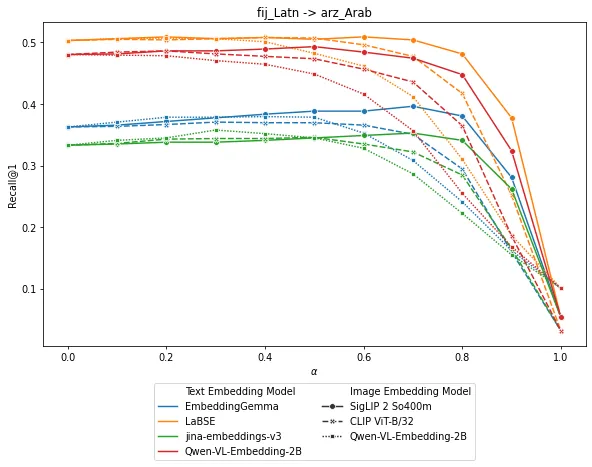 fij_Latn -> arz_Arab
Recall@1
0.5
0.4
0.3
0.2
0.1
0.0 0.2 0.4 0.6 0.8 1.0
α
Text Embedding Model Image Embedding Model
EmbeddingGemma SigLIP 2 So400m
LaBSE CLIP ViT-B/32
jina-embeddings-v3 Qwen-VL-Embedding-2B
Qwen-VL-Embedding-2B